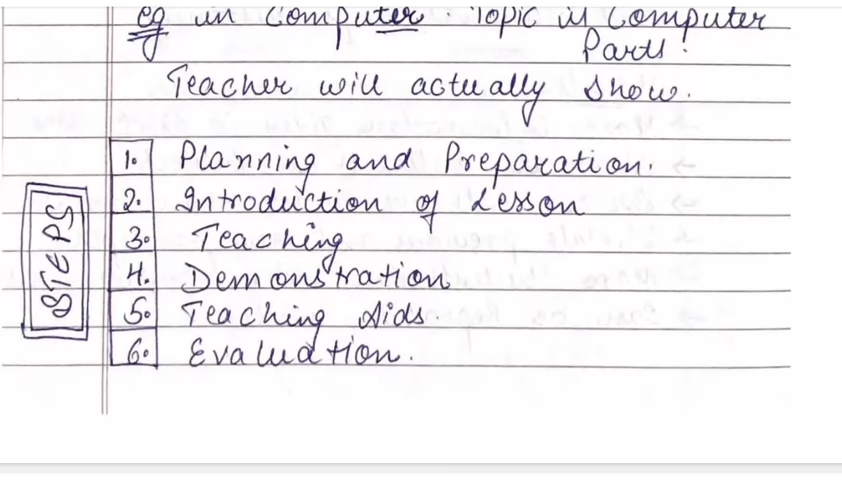 eg in Computer. Topic is Computer
Parts.
Teacher will actually show.
STEPS
1. Planning and Preparation.
2. Introduction of Lesson
3. Teaching
4. Demonstration
5. Teaching Aids.
6. Evaluation.